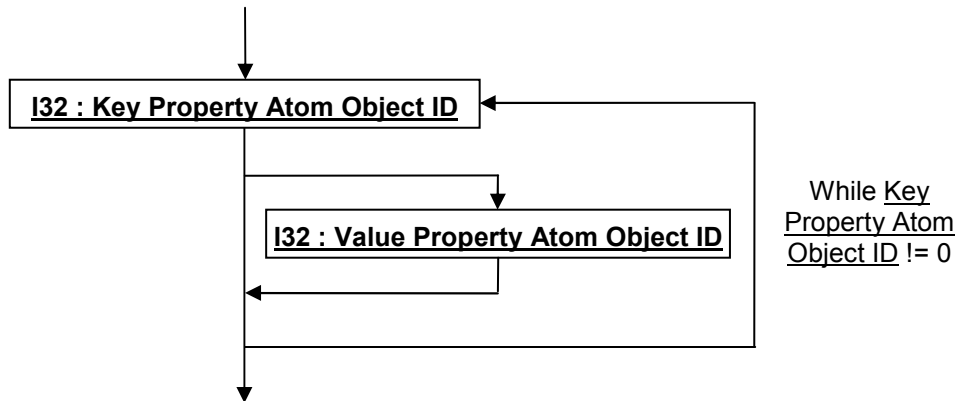 I32 : Key Property Atom Object ID
I32 : Value Property Atom Object ID
While Key
Property Atom
Object ID != 0